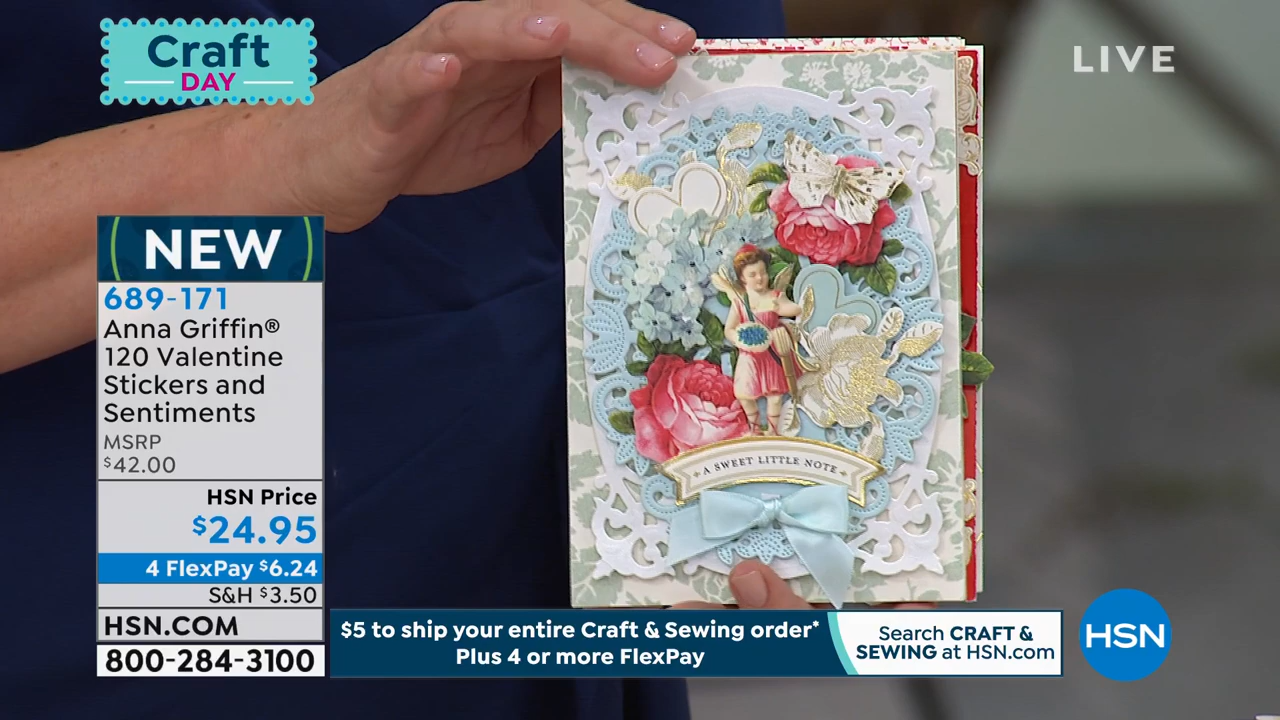 Craft
DAY
LIVE
NEW
689-171
Anna Griffin®
120 Valentine
Stickers and
Sentiments
MSRP
$42.00
HSN Price
$24.95
4 FlexPay $6.24
S&H $3.50
HSN.COM
800-284-3100
A SWEET LITTLE NOTE
$5 to ship your entire Craft & Sewing order*
Plus 4 or more FlexPay
Search CRAFT &
SEWING at HSN.com
HSN